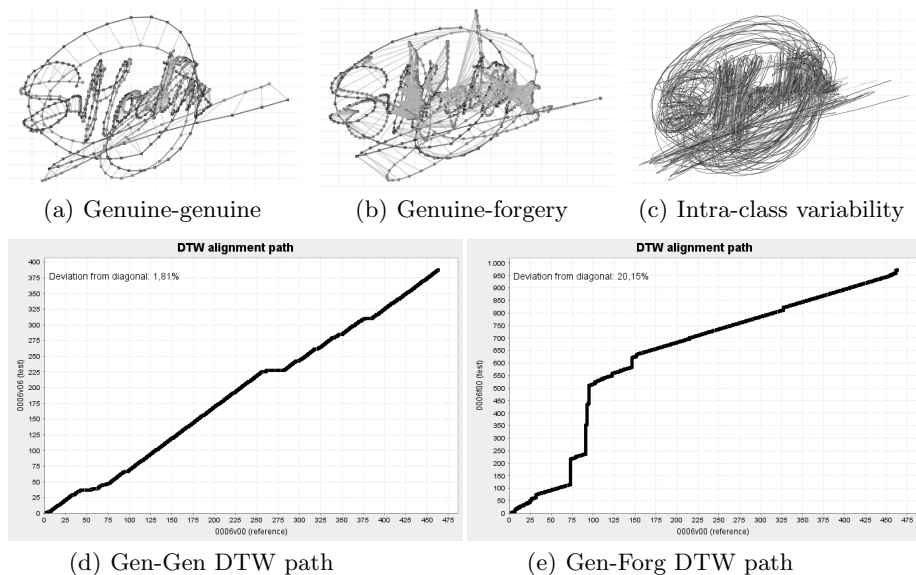 (a) Genuine-genuine
(b) Genuine-forgery
(c) Intra-class variability
DTW alignment path
Deviation from diagonal: 1,81%
400
375
350
325
300
275
250
225
200
175
150
125
100
75
50
25
0
0006v06 (test)
0 25 50 75 100 125 150 175 200 225 250 275 300 325 350 375 400 425 450 475
0006v00 (reference)
DTW alignment path
Deviation from diagonal: 20,15%
1.000
950
900
850
800
750
700
650
600
550
500
450
400
350
300
250
200
150
100
50
0
0006f00 (test)
0 25 50 75 100 125 150 175 200 225 250 275 300 325 350 375 400 425 450 475
0006v00 (reference)
(d) Gen-Gen DTW path
(e) Gen-Forg DTW path